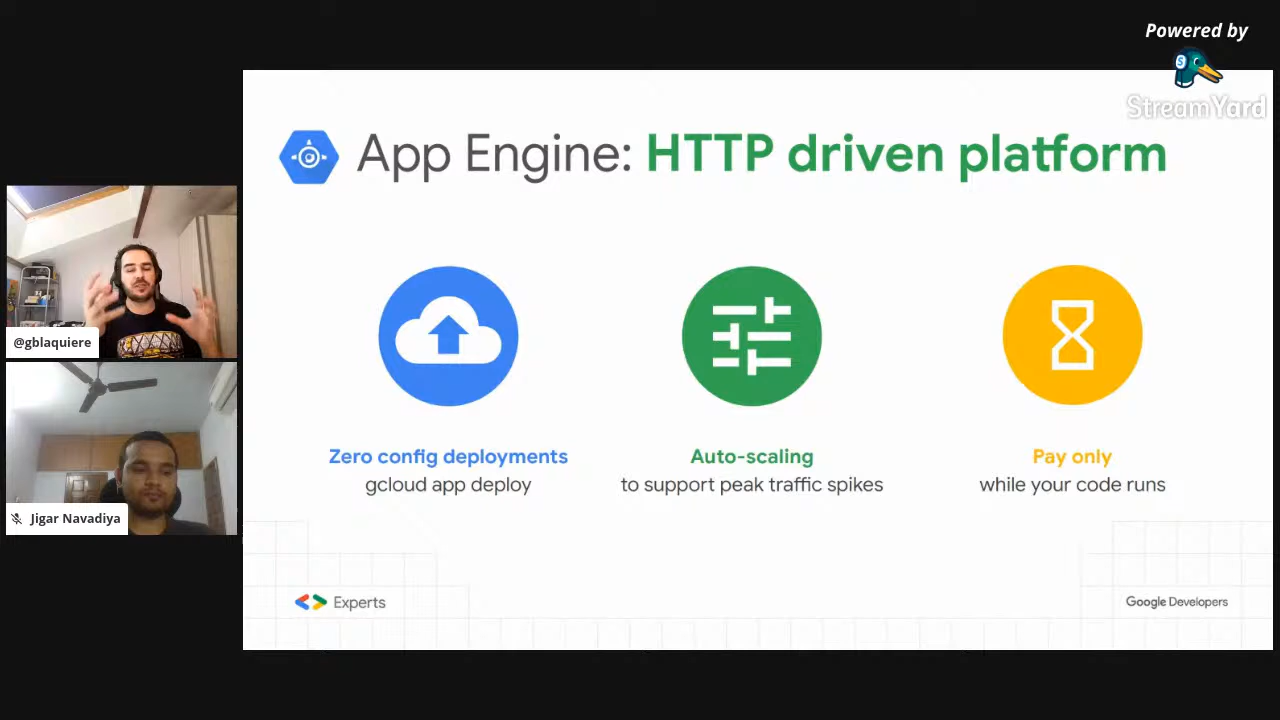 Powered by
StreamYard
App Engine: HTTP driven platform
@gblaquiere
Jigar Navadiya
Zero config deployments
gcloud app deploy
Auto-scaling
to support peak traffic spikes
Pay only
while your code runs
Experts
Google Developers